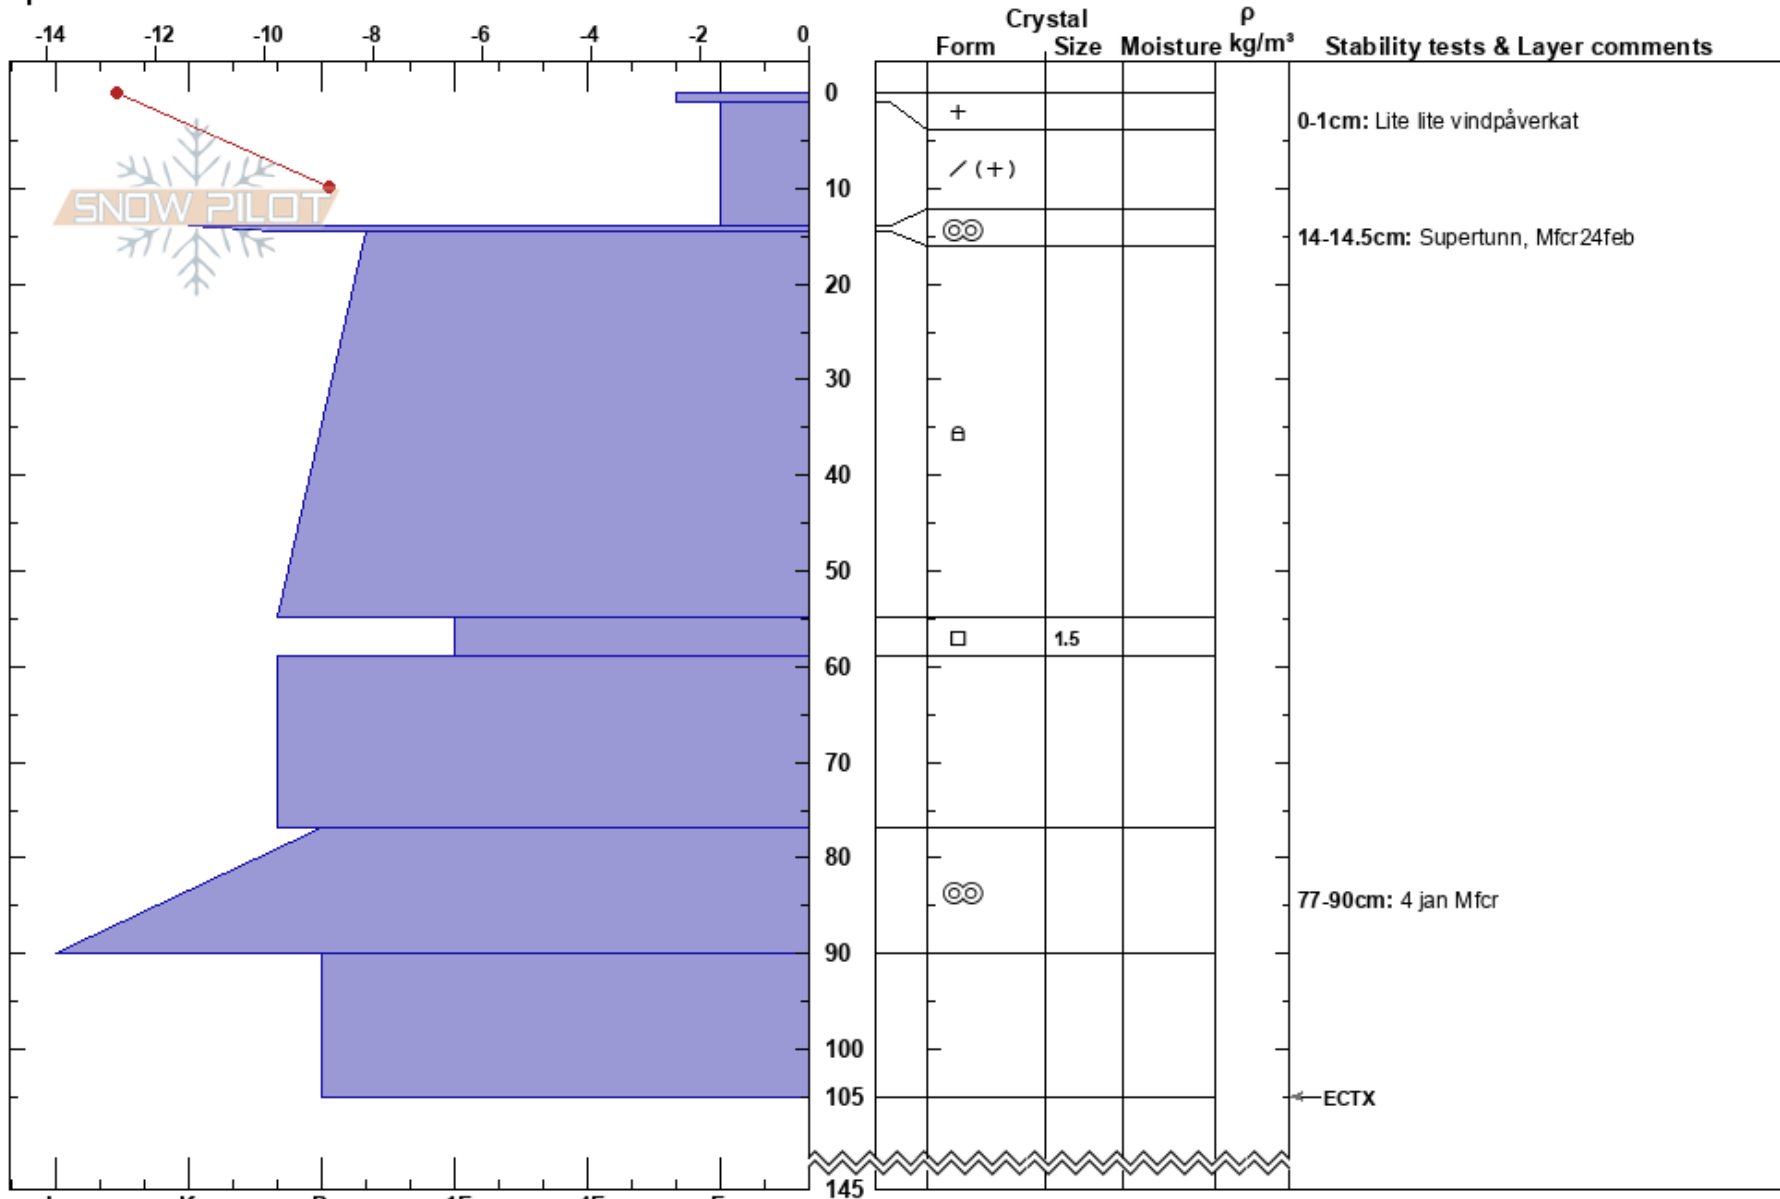 Crystal ρ
-14 -12 -10 -8 -6 -4 -2 0 Form Size Moisture kg/m³ Stability tests & Layer comments
0
+
0-1cm: Lite lite vindpåverkat
/ (+)
10
SNOW PILOT
14-14.5cm: Supertunn, Mfcr24feb
20
30
40
50
1.5
60
70
80
77-90cm: 4 jan Mfcr
90
100
105 ECTX
145